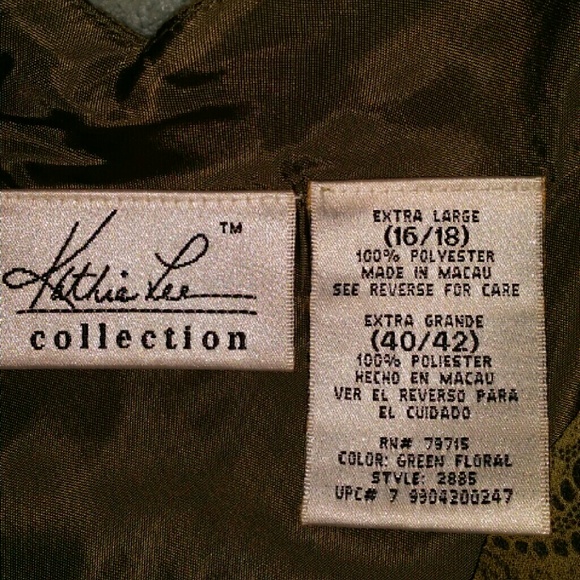 Kathie Lee™
collection
EXTRA LARGE
(16/18)
100% POLYESTER
MADE IN MACAU
SEE REVERSE FOR CARE
EXTRA GRANDE
(40/42)
100% POLIESTER
HECHO EN MACAU
VER EL REVERSO PARA
EL CUIDADO
RN# 79715
COLOR: GREEN FLORAL
STYLE: 2885
UPC# 7 9904200247